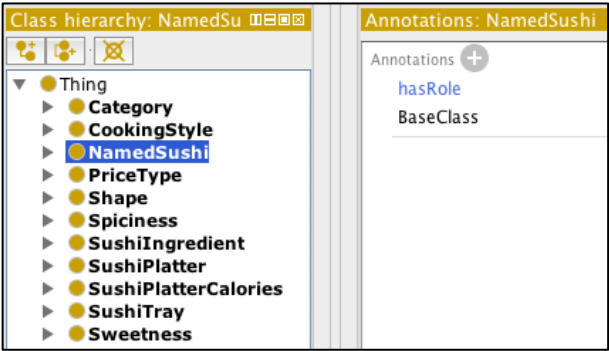 Class hierarchy: NamedSu
Annotations: NamedSushi
Annotations
hasRole
BaseClass
Thing
Category
CookingStyle
NamedSushi
PriceType
Shape
Spiciness
SushiIngredient
SushiPlatter
SushiPlatterCalories
SushiTray
Sweetness